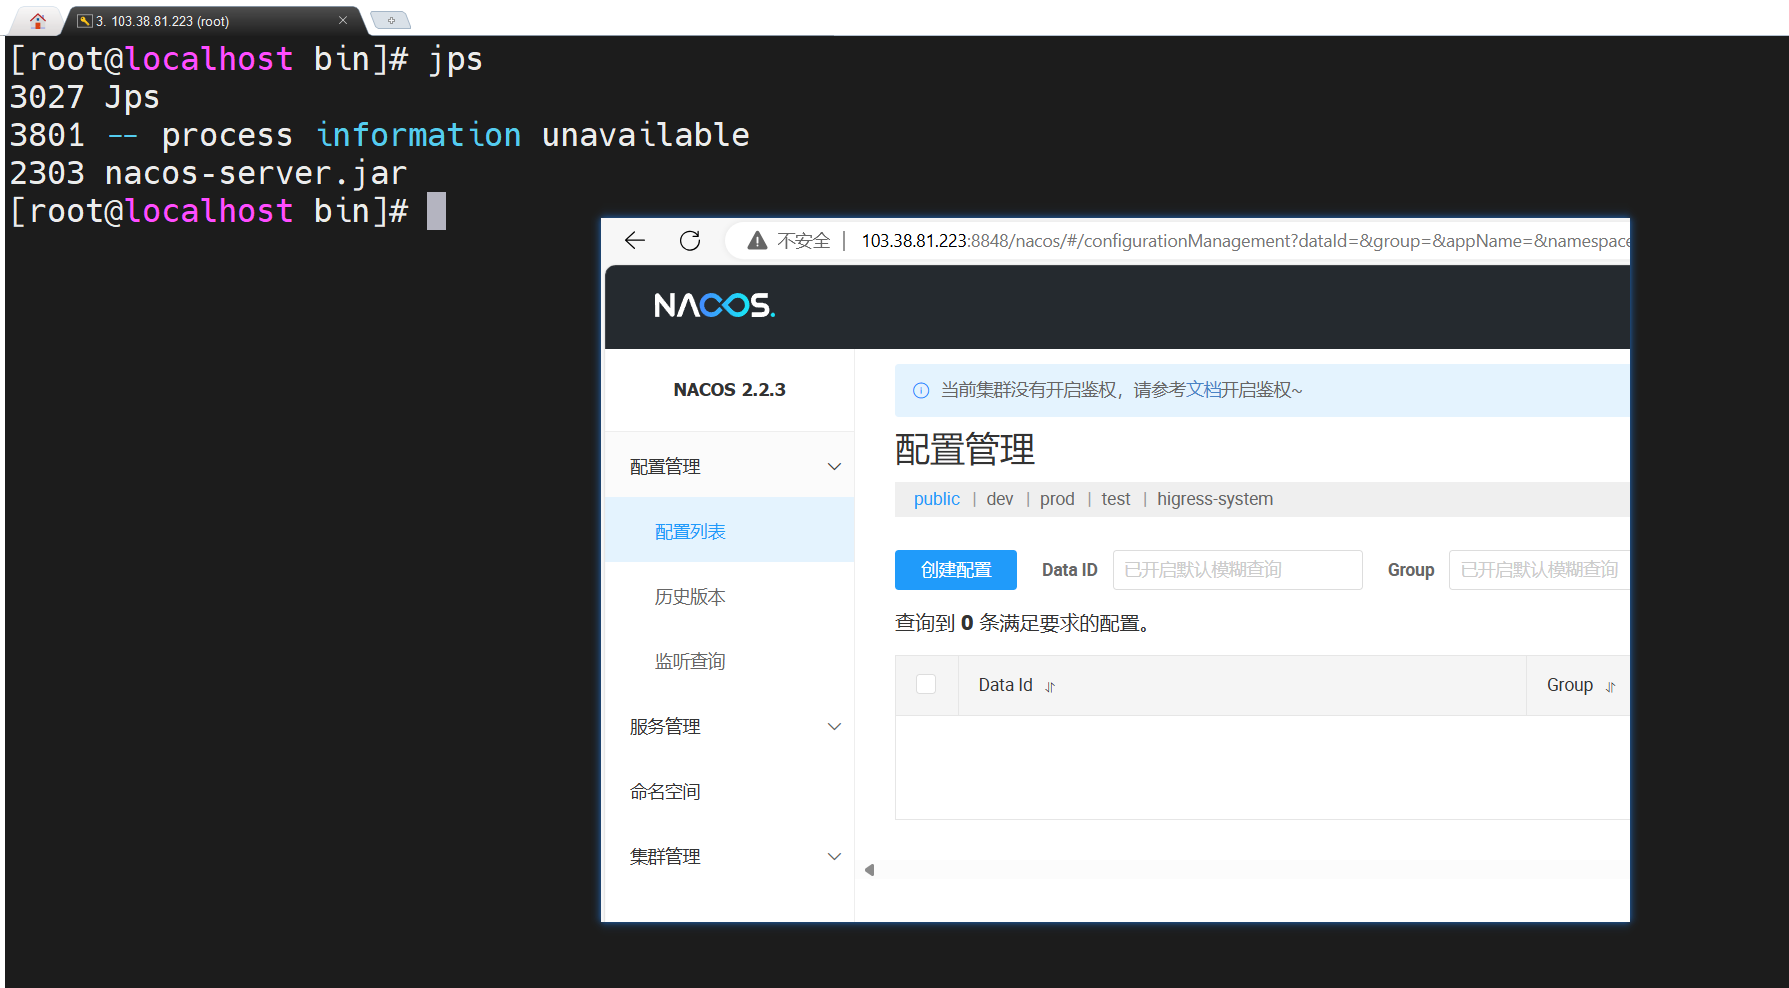 3. 103.38.81.223 (root)
[root@localhost bin]# jps
3027 Jps
3801 -- process information unavailable
2303 nacos-server.jar
[root@localhost bin]#
不安全 | 103.38.81.223:8848/nacos/#/configurationManagement?dataId=&group=&appName=&namespace
NACOS.
NACOS 2.2.3
配置管理
配置列表
历史版本
监听查询
服务管理
命名空间
集群管理
当前集群没有开启鉴权，请参考文档开启鉴权~
配置管理
public | dev | prod | test | higress-system
创建配置 Data ID 已开启默认模糊查询 Group 已开启默认模糊查询
查询到 0 条满足要求的配置。
Data Id Group